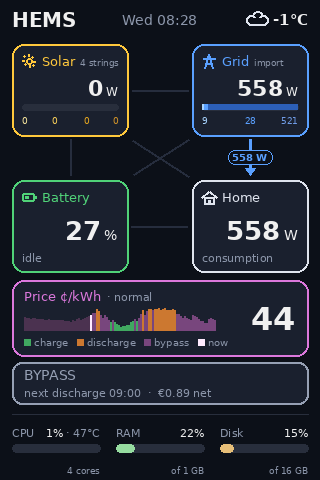 HEMS Wed 08:28 -1°C
Solar 4 strings
0 W
0 0 0 0
Grid import
558 W
9 28 521
558 W
Battery
27 %
idle
Home
558 W
consumption
Price ¢/kWh · normal
44
charge discharge bypass now
BYPASS
next discharge 09:00 · €0.89 net
CPU 1% · 47°C RAM 22% Disk 15%
4 cores of 1 GB of 16 GB